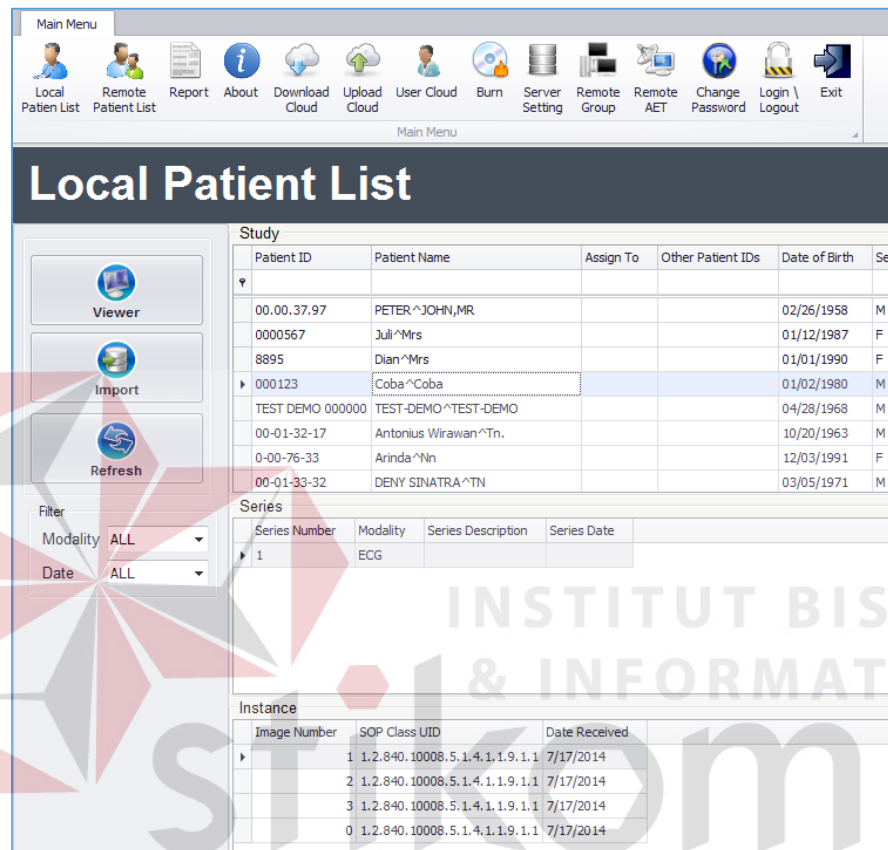 Main Menu
Local Patien List Remote Patient List Report About Download Cloud Upload Cloud User Cloud Burn Server Setting Remote Group Remote AET Change Password Login \ Logout Exit
Main Menu
Local Patient List
Viewer
Import
Refresh
Filter
Modality ALL
Date ALL
Study
Patient ID Patient Name Assign To Other Patient IDs Date of Birth Se
00.00.37.97 PETER^JOHN,MR 02/26/1958 M
0000567 Juli^Mrs 01/12/1987 F
8895 Dian^Mrs 01/01/1990 F
000123 Coba^Coba 01/02/1980 M
TEST DEMO 000000 TEST-DEMO^TEST-DEMO 04/28/1968 M
00-01-32-17 Antonius Wirawan^Tn. 10/20/1963 M
0-00-76-33 Arinda^Nn 12/03/1991 F
00-01-33-32 DENY SINATRA^TN 03/05/1971 M
Series
Series Number Modality Series Description Series Date
1 ECG
Instance
Image Number SOP Class UID Date Received
1 1.2.840.10008.5.1.4.1.1.9.1.1 7/17/2014
2 1.2.840.10008.5.1.4.1.1.9.1.1 7/17/2014
3 1.2.840.10008.5.1.4.1.1.9.1.1 7/17/2014
0 1.2.840.10008.5.1.4.1.1.9.1.1 7/17/2014
INSTITUT BIS
& INFORMAT
stikom